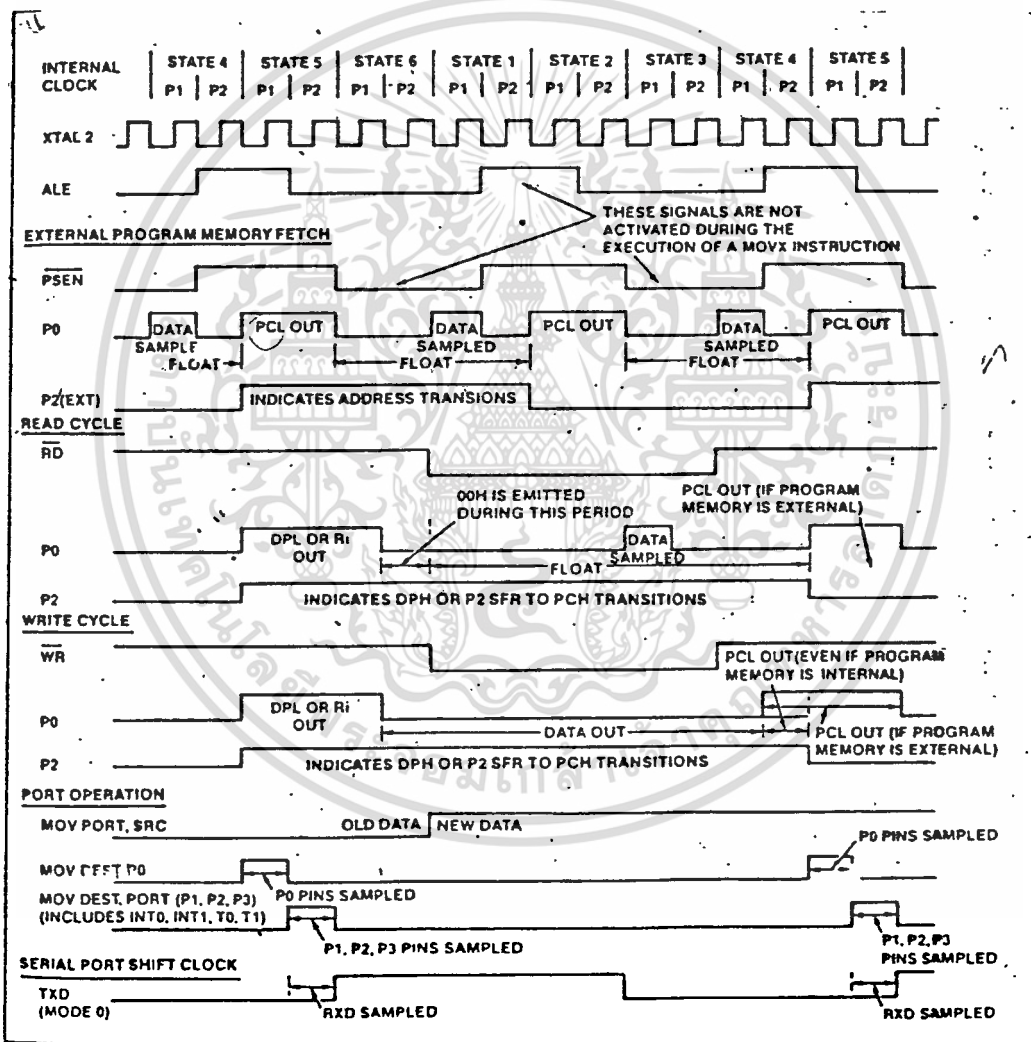 INTERNAL CLOCK
STATE 4 STATE 5 STATE 6 STATE 1 STATE 2 STATE 3 STATE 4 STATE 5
P1 P2 P1 P2 P1 P2 P1 P2 P1 P2 P1 P2 P1 P2 P1 P2
XTAL 2
ALE
THESE SIGNALS ARE NOT
ACTIVATED DURING THE
EXECUTION OF A MOVX INSTRUCTION
EXTERNAL PROGRAM MEMORY FETCH
PSEN
P0
DATA PCL OUT DATA PCL OUT DATA PCL OUT
SAMPLE SAMPLED SAMPLED
FLOAT FLOAT FLOAT
P2(EXT) INDICATES ADDRESS TRANSIONS
READ CYCLE
RD
00H IS EMITTED
DURING THIS PERIOD
PCL OUT (IF PROGRAM
MEMORY IS EXTERNAL)
P0
DPL OR Ri
OUT
DATA
SAMPLED
FLOAT
P2 INDICATES DPH OR P2 SFR TO PCH TRANSITIONS
WRITE CYCLE
WR
PCL OUT(EVEN IF PROGRAM
MEMORY IS INTERNAL)
P0
DPL OR Ri
OUT
DATA OUT
PCL OUT (IF PROGRAM
MEMORY IS EXTERNAL)
P2 INDICATES DPH OR P2 SFR TO PCH TRANSITIONS
PORT OPERATION
MOV PORT, SRC OLD DATA NEW DATA
P0 PINS SAMPLED
MOV DEST P0
P0 PINS SAMPLED
MOV DEST, PORT (P1, P2, P3)
(INCLUDES INT0, INT1, T0, T1)
P1, P2, P3 PINS SAMPLED
P1, P2, P3
PINS SAMPLED
SERIAL PORT SHIFT CLOCK
TXD
(MODE 0)
RXD SAMPLED RXD SAMPLED